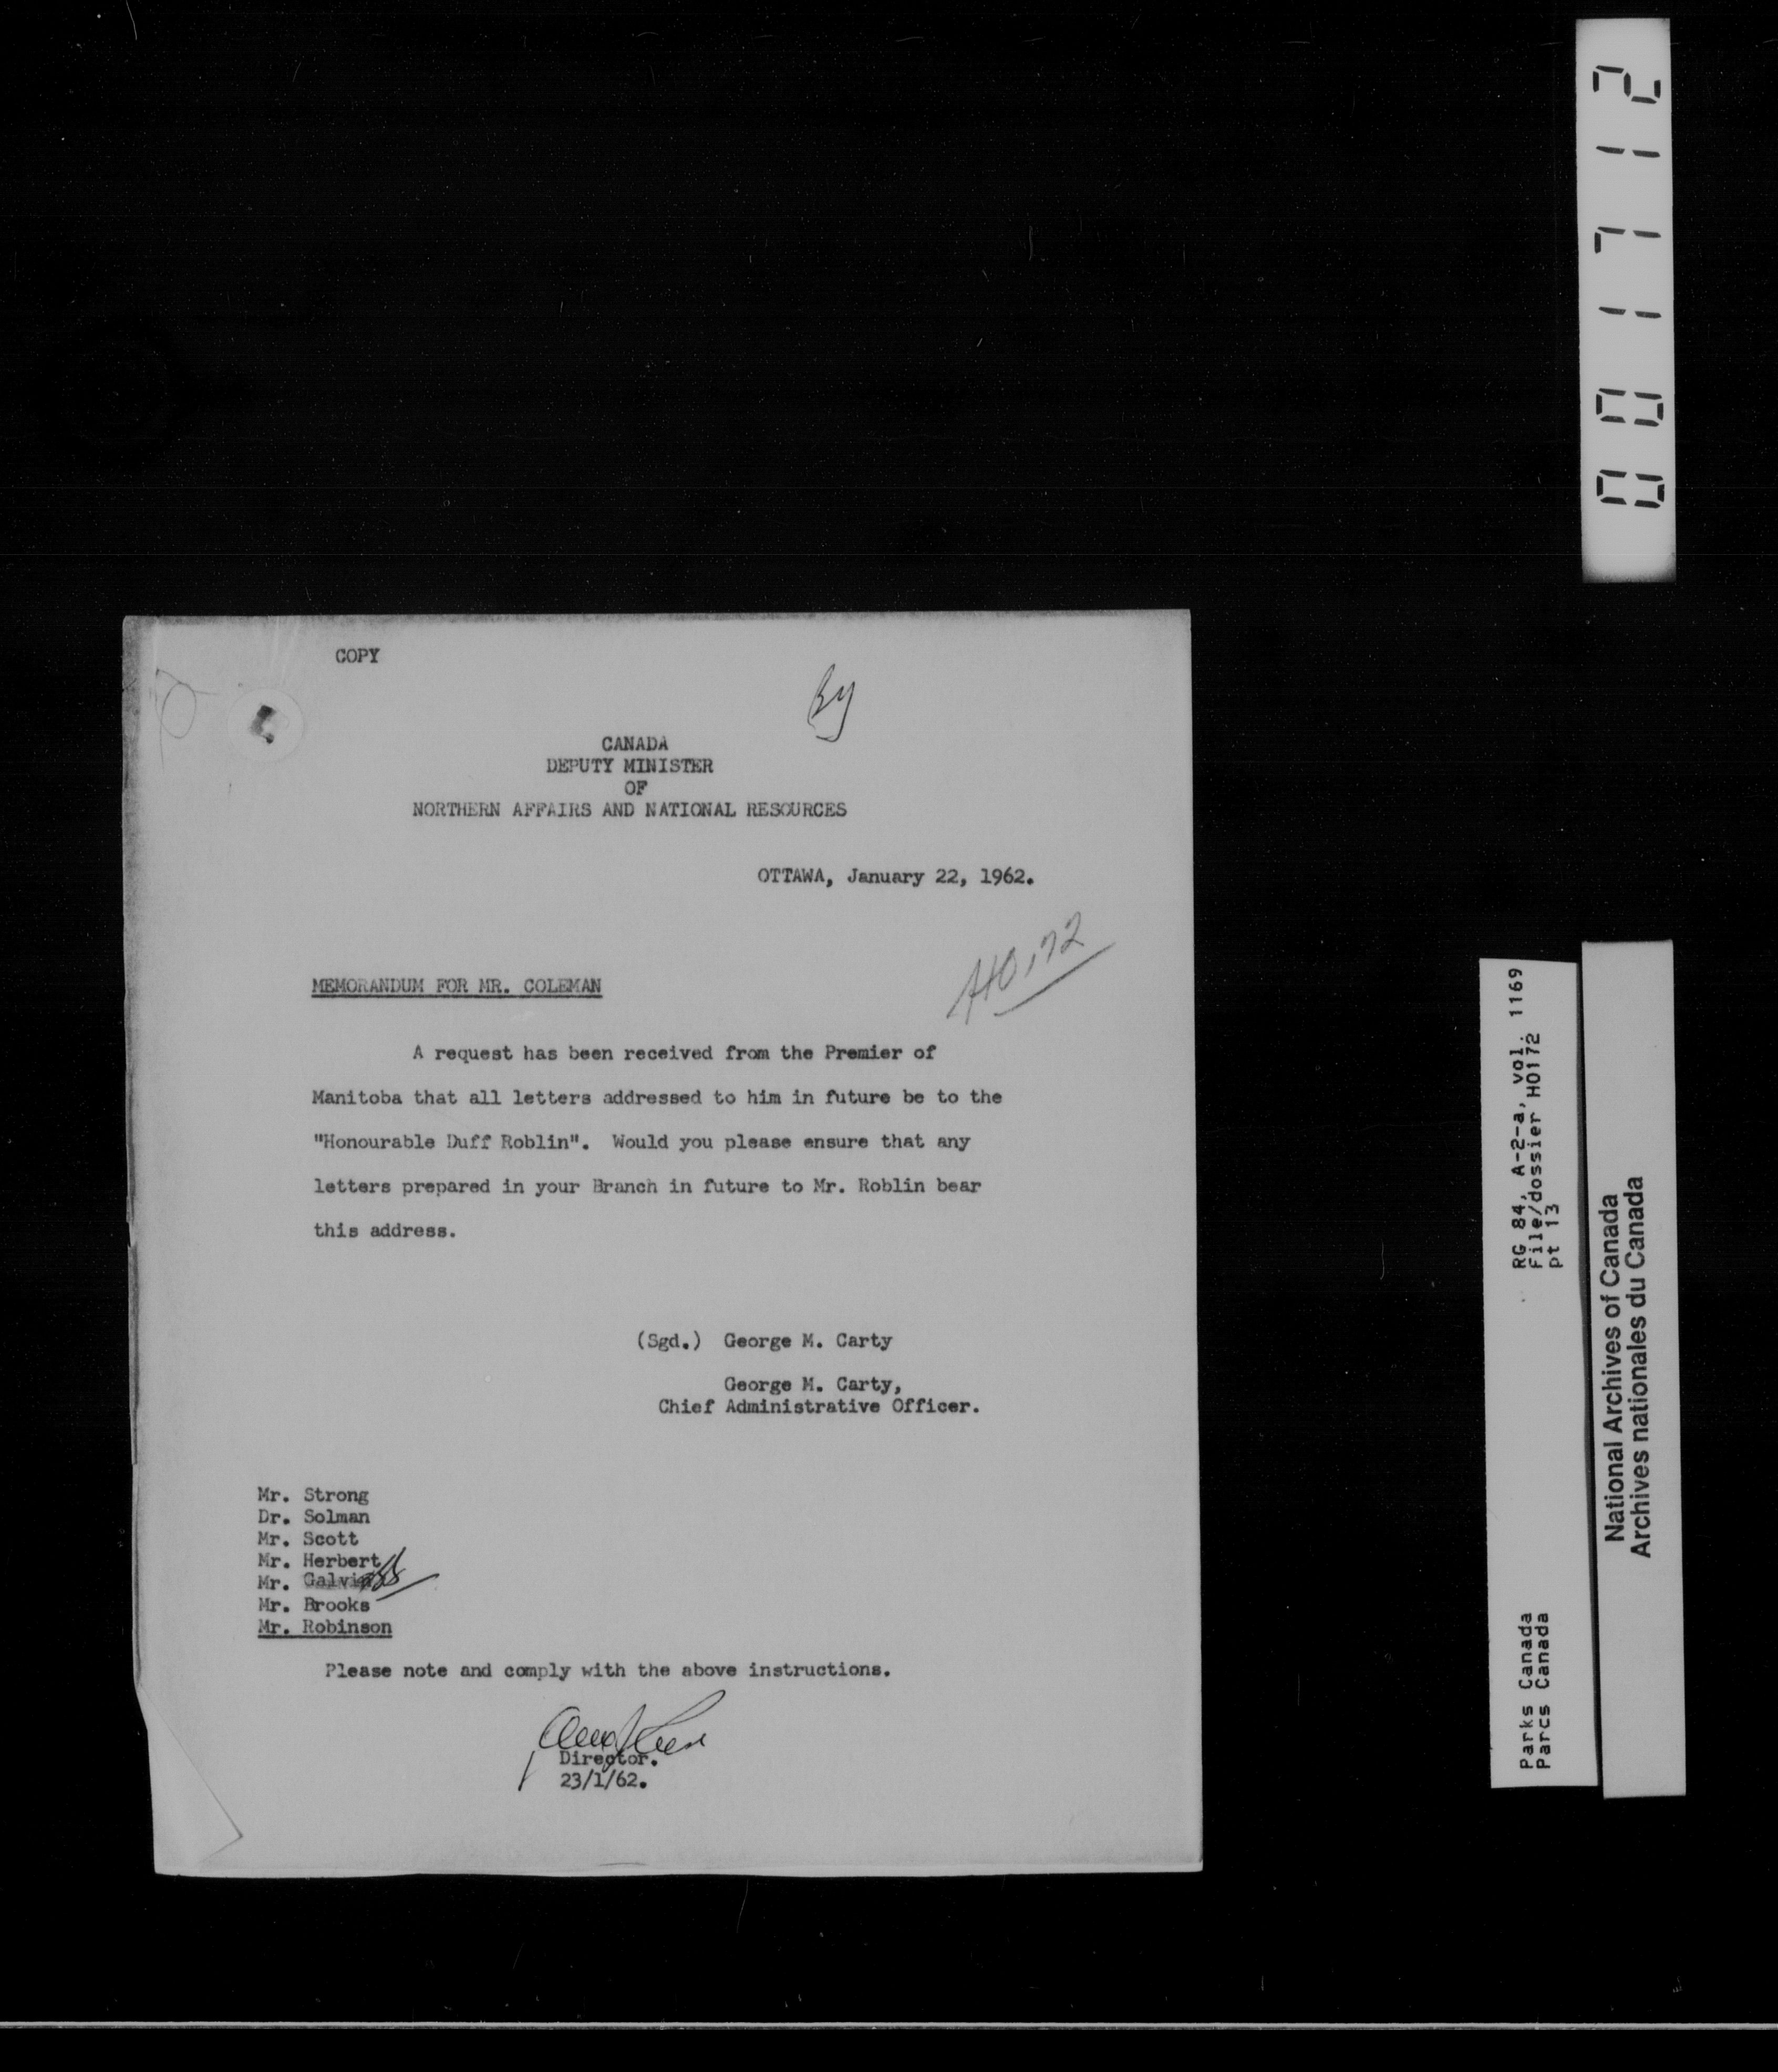 001712
COPY
By
CANADA
DEPUTY MINISTER
OF
NORTHERN AFFAIRS AND NATIONAL RESOURCES
OTTAWA, January 22, 1962.
HO172
MEMORANDUM FOR MR. COLEMAN
A request has been received from the Premier of
Manitoba that all letters addressed to him in future be to the
"Honourable Duff Roblin". Would you please ensure that any
letters prepared in your Branch in future to Mr. Roblin bear
this address.
(Sgd.) George M. Carty
George M. Carty,
Chief Administrative Officer.
Mr. Strong
Dr. Solman
Mr. Scott
Mr. Herbert
Mr.
Mr. Brooks
Mr. Robinson
Please note and comply with the above instructions.
Director.
23/1/62.
RG 84, A-2-a, vol. 1169
File/dossier HO172
pt 13
Parks Canada
Parcs Canada
National Archives of Canada
Archives nationales du Canada